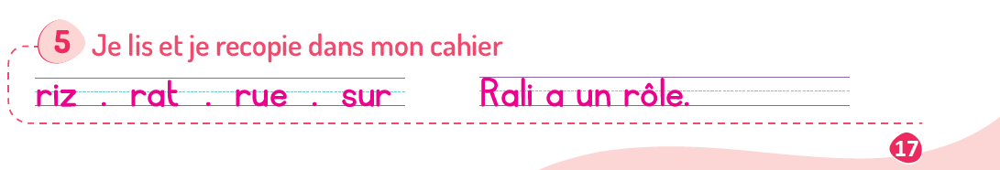 5 Je lis et je recopie dans mon cahier
riz . rat . rue . sur Rali a un rôle.
17